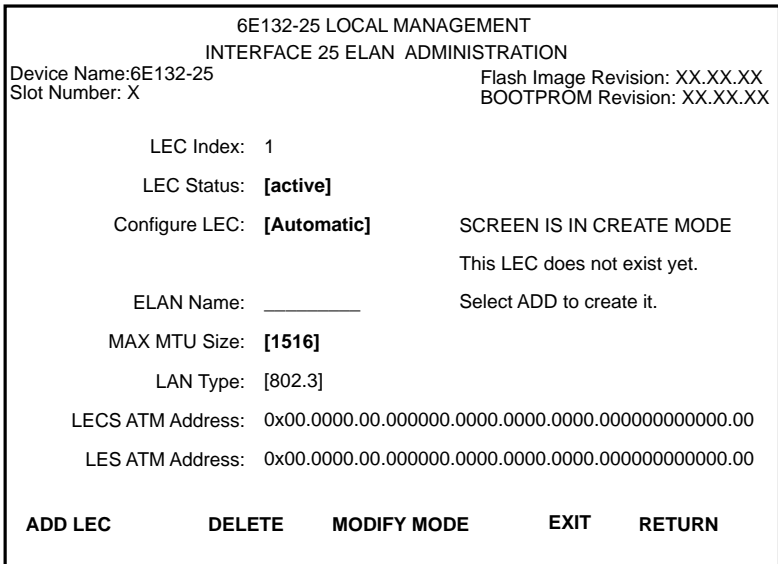 6E132-25 LOCAL MANAGEMENT
INTERFACE 25 ELAN ADMINISTRATION
Device Name:6E132-25 Flash Image Revision: XX.XX.XX
Slot Number: X BOOTPROM Revision: XX.XX.XX
LEC Index: 1
LEC Status: [active]
Configure LEC: [Automatic] SCREEN IS IN CREATE MODE
This LEC does not exist yet.
ELAN Name: _________ Select ADD to create it.
MAX MTU Size: [1516]
LAN Type: [802.3]
LECS ATM Address: 0x00.0000.00.000000.0000.0000.0000.000000000000.00
LES ATM Address: 0x00.0000.00.000000.0000.0000.0000.000000000000.00
ADD LEC DELETE MODIFY MODE EXIT RETURN